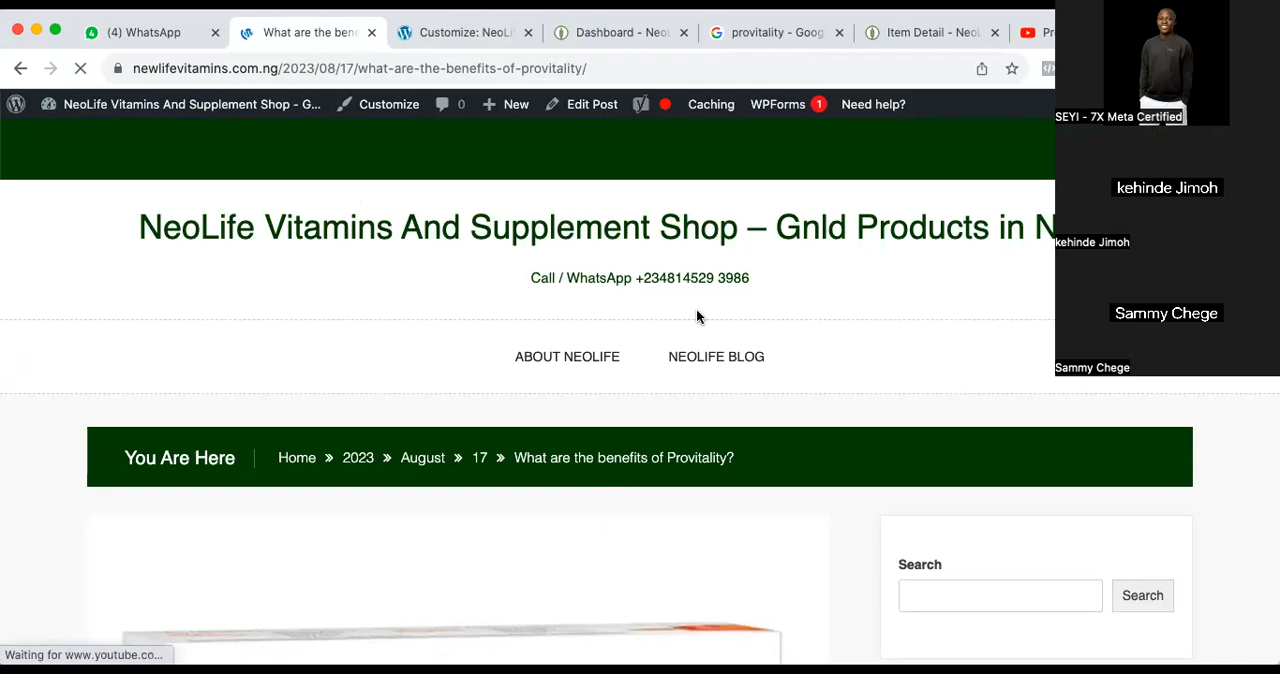 (4) WhatsApp
What are the bene
Customize: NeoLi
Dashboard - Neo
provitality - Goog
Item Detail - NeoL
Pr
newlifevitamins.com.ng/2023/08/17/what-are-the-benefits-of-provitality/
NeoLife Vitamins And Supplement Shop - G...
Customize
0
New
Edit Post
Caching
WPForms 1
Need help?
SEYI - 7X Meta Certified
kehinde Jimoh
kehinde Jimoh
Sammy Chege
Sammy Chege
NeoLife Vitamins And Supplement Shop – Gnld Products in N
Call / WhatsApp +234814529 3986
ABOUT NEOLIFE
NEOLIFE BLOG
You Are Here
Home » 2023 » August » 17 » What are the benefits of Provitality?
Search
Search
Waiting for www.youtube.co...